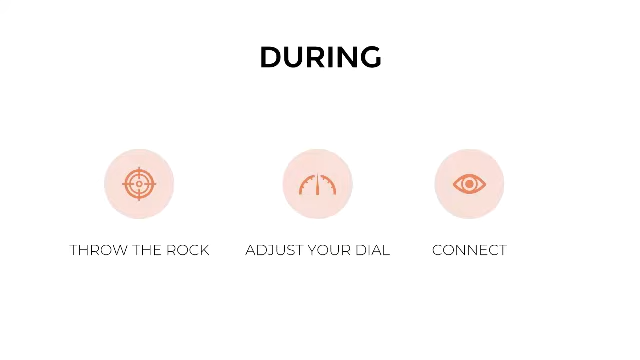 DURING
THROW THE ROCK
ADJUST YOUR DIAL
CONNECT